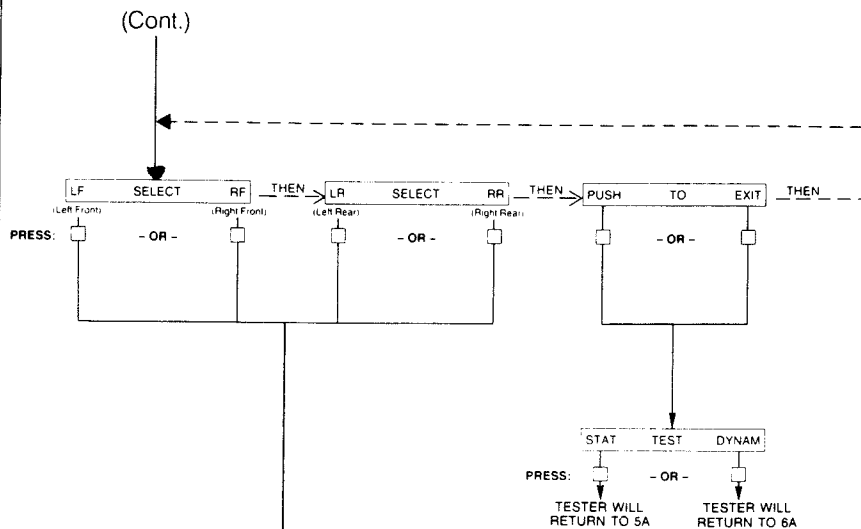 (Cont.)
LF SELECT RF THEN LR SELECT RR THEN PUSH TO EXIT THEN
(Left Front) (Right Front) (Left Rear) (Right Rear)
PRESS: – OR – – OR – – OR –
STAT TEST DYNAM
PRESS: – OR –
TESTER WILL RETURN TO 5A
TESTER WILL RETURN TO 6A